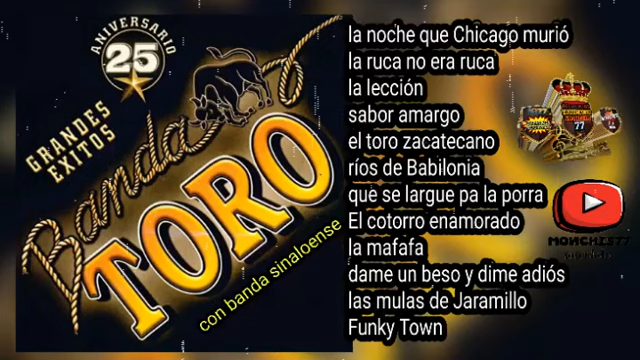 ANIVERSARIO
25
GRANDES
EXITOS
Banda
TORO
con banda sinaloense
la noche que Chicago murió
la ruca no era ruca
la lección
sabor amargo
el toro zacatecano
ríos de Babilonia
que se largue pa la porra
El cotorro enamorado
la mafafa
dame un beso y dime adiós
las mulas de Jaramillo
Funky Town
77
MONCHIS77